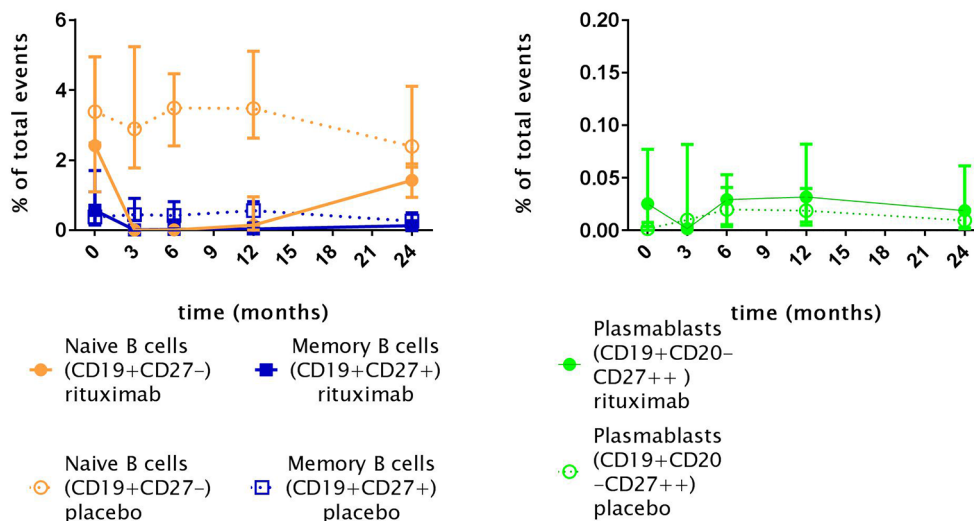 % of total events
6
4
2
0
0 3 6 9 12 15 18 21 24
time (months)
Naive B cells
(CD19+CD27−)
rituximab
Memory B cells
(CD19+CD27+)
rituximab
Naive B cells
(CD19+CD27−)
placebo
Memory B cells
(CD19+CD27+)
placebo
% of total events
0.20
0.15
0.10
0.05
0.00
0 3 6 9 12 15 18 21 24
time (months)
Plasmablasts
(CD19+CD20−
CD27++ )
rituximab
Plasmablasts
(CD19+CD20
−CD27++)
placebo